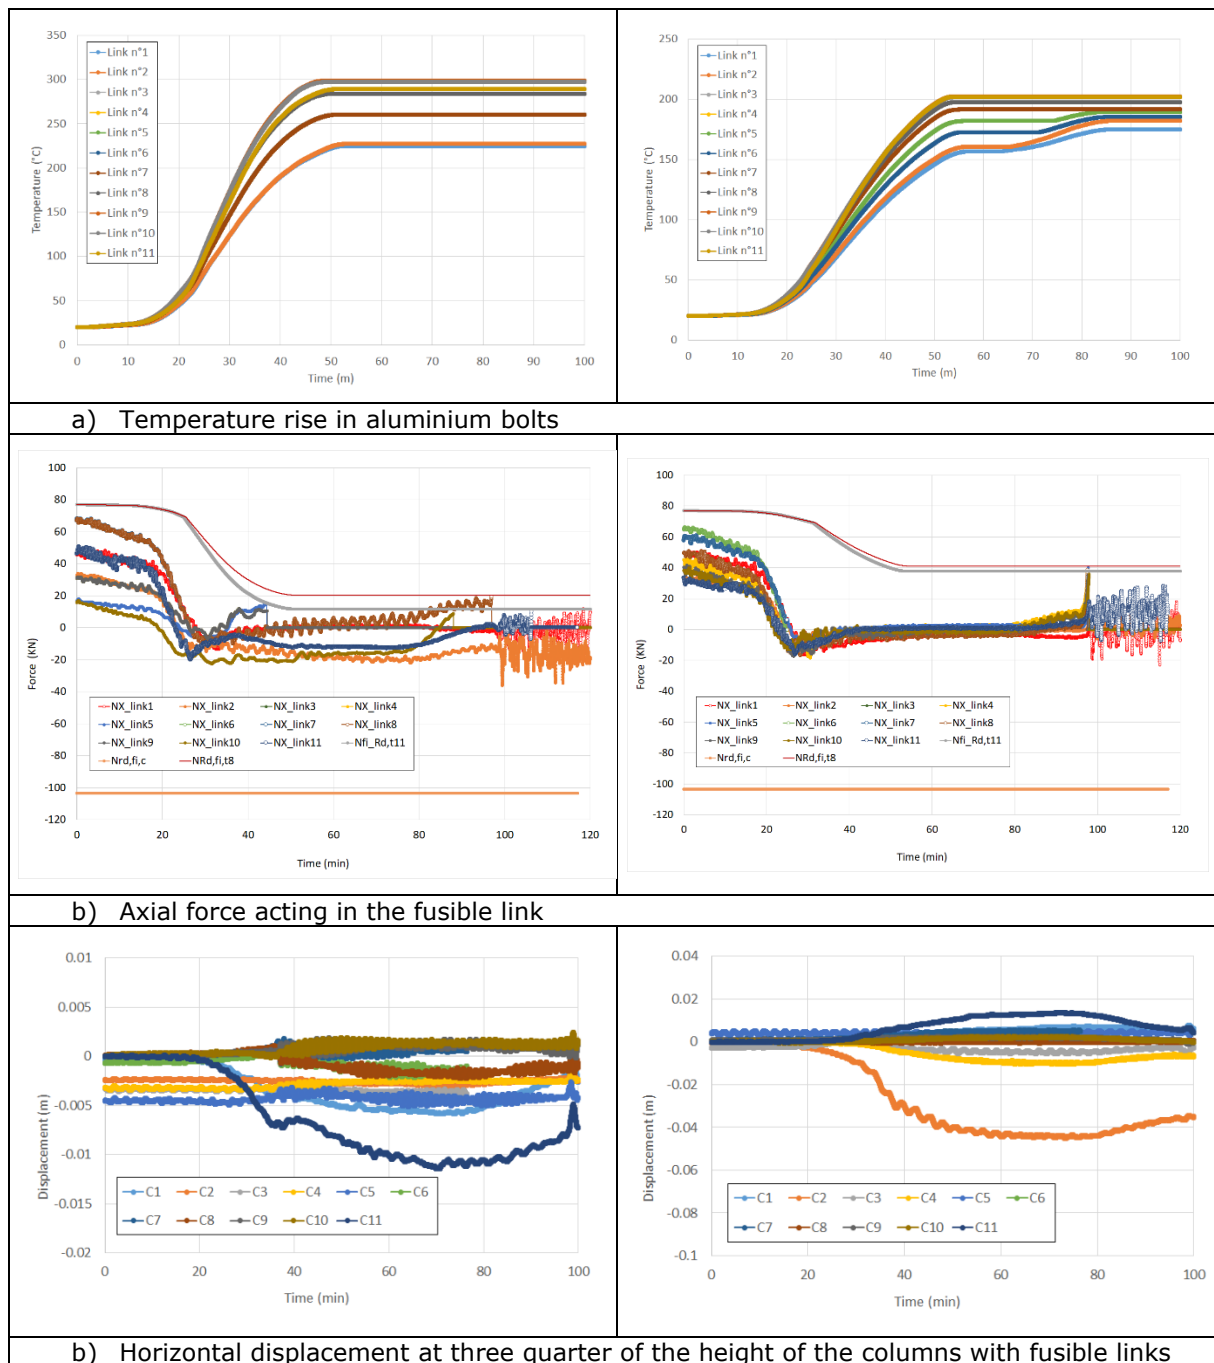 350
300
250
200
150
100
50
0
Temperature (°C)
Link n°1
Link n°2
Link n°3
Link n°4
Link n°5
Link n°6
Link n°7
Link n°8
Link n°9
Link n°10
Link n°11
0 10 20 30 40 50 60 70 80 90 100
Time (m)
250
200
150
100
50
0
Temperature (°C)
Link n°1
Link n°2
Link n°3
Link n°4
Link n°5
Link n°6
Link n°7
Link n°8
Link n°9
Link n°10
Link n°11
0 10 20 30 40 50 60 70 80 90 100
Time (m)
a) Temperature rise in aluminium bolts
100
80
60
40
20
0
-20
-40
-60
-80
-100
-120
Force (KN)
NX_link1 NX_link2 NX_link3 NX_link4
NX_link5 NX_link6 NX_link7 NX_link8
NX_link9 NX_link10 NX_link11 Nfi_Rd,t11
Nrd,fi,c NRd,fi,t8
0 20 40 60 80 100 120
Time (min)
100
80
60
40
20
0
-20
-40
-60
-80
-100
-120
Force (KN)
NX_link1 NX_link2 NX_link3 NX_link4
NX_link5 NX_link6 NX_link7 NX_link8
NX_link9 NX_link10 NX_link11 Nfi_Rd,t11
Nrd,fi,c NRd,fi,t8
0 20 40 60 80 100 120
Time (min)
b) Axial force acting in the fusible link
0.01
0.005
0
-0.005
-0.01
-0.015
-0.02
Displacement (m)
C1 C2 C3 C4 C5 C6
C7 C8 C9 C10 C11
0 20 40 60 80 100
Time (min)
0.04
0.02
0
-0.02
-0.04
-0.06
-0.08
-0.1
Displacement (m)
C1 C2 C3 C4 C5 C6
C7 C8 C9 C10 C11
0 20 40 60 80 100
Time (min)
b) Horizontal displacement at three quarter of the height of the columns with fusible links